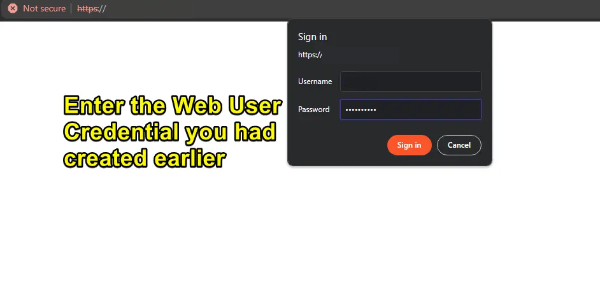 Not secure https://
Sign in
https://
Username
Password ••••••••••
Sign in Cancel
Enter the Web User
Credential you had
created earlier